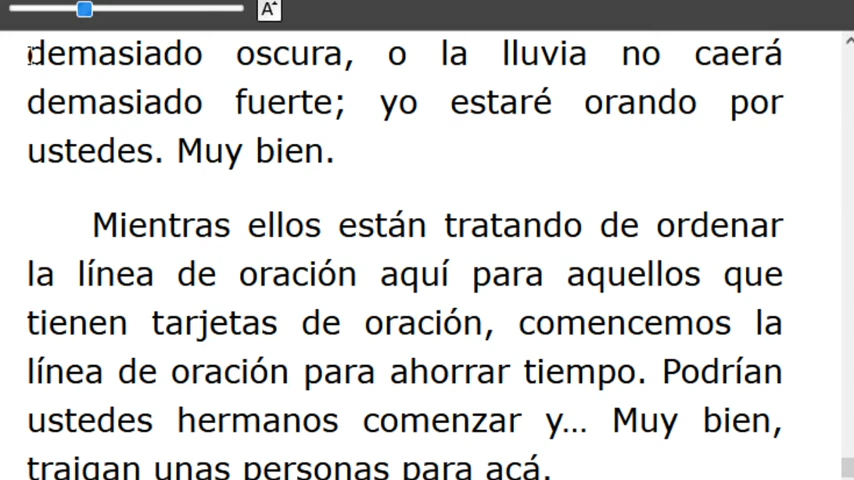 A
demasiado oscura, o la lluvia no caerá
demasiado fuerte; yo estaré orando por
ustedes. Muy bien.
Mientras ellos están tratando de ordenar
la línea de oración aquí para aquellos que
tienen tarjetas de oración, comencemos la
línea de oración para ahorrar tiempo. Podrían
ustedes hermanos comenzar y... Muy bien,
traigan unas personas para acá.